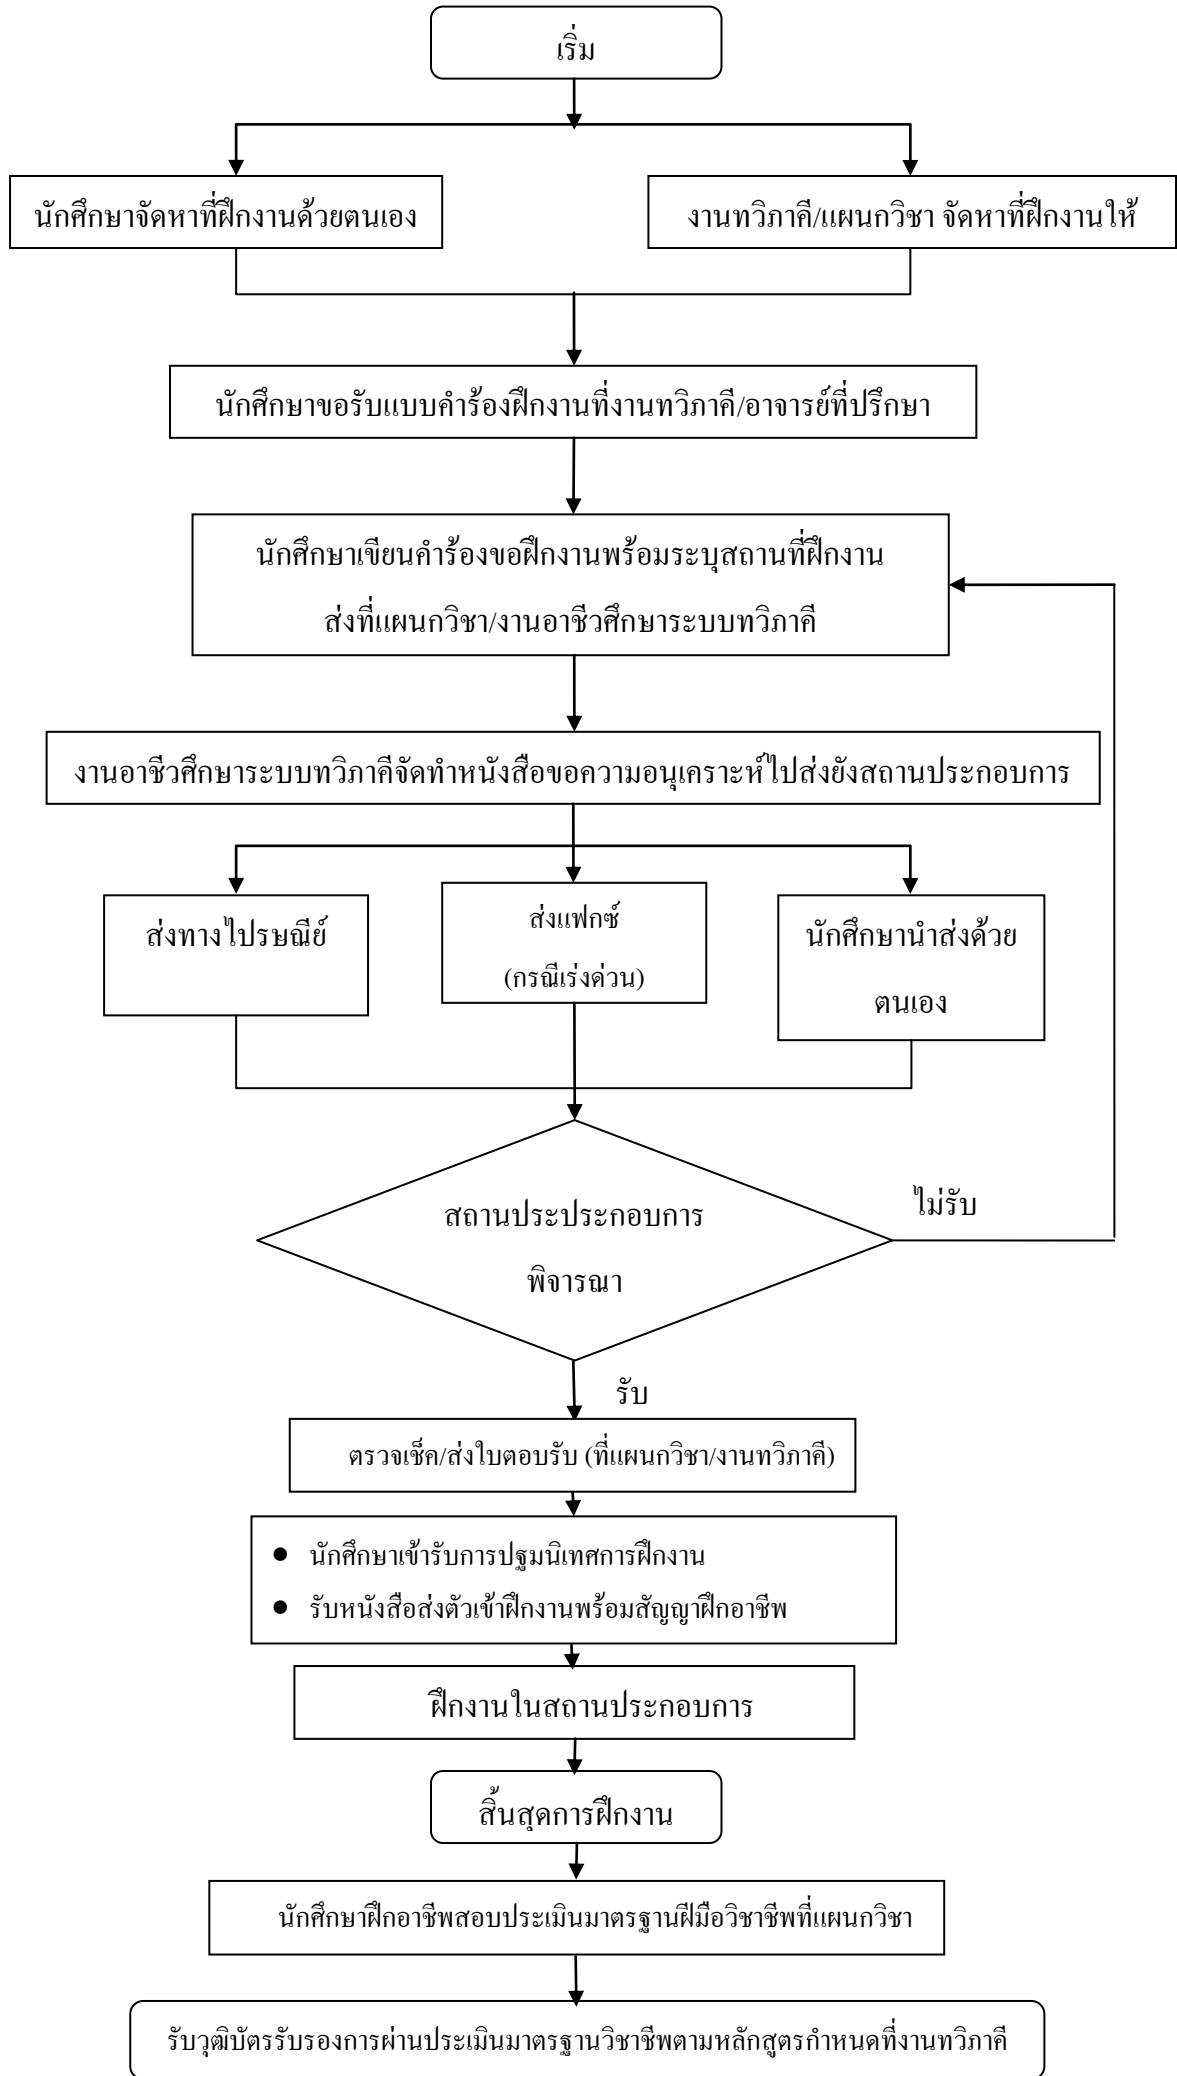 เริ่ม
นักศึกษาจัดหาที่ฝึกงานด้วยตนเอง
งานทวิภาคี/แผนกวิชา จัดหาที่ฝึกงานให้
นักศึกษาขอรับแบบคำร้องฝึกงานที่งานทวิภาคี/อาจารย์ที่ปรึกษา
นักศึกษาเขียนคำร้องขอฝึกงานพร้อมระบุสถานที่ฝึกงาน
ส่งที่แผนกวิชา/งานอาชีวศึกษาระบบทวิภาคี
งานอาชีวศึกษาระบบทวิภาคีจัดทำหนังสือขอความอนุเคราะห์ไปส่งยังสถานประกอบการ
ส่งทางไปรษณีย์
ส่งแฟกซ์
(กรณีเร่งด่วน)
นักศึกษานำส่งด้วย
ตนเอง
สถานประประกอบการ
พิจารณา
ไม่รับ
รับ
ตรวจเช็ค/ส่งใบตอบรับ (ที่แผนกวิชา/งานทวิภาคี)
● นักศึกษาเข้ารับการปฐมนิเทศการฝึกงาน
● รับหนังสือส่งตัวเข้าฝึกงานพร้อมสัญญาฝึกอาชีพ
ฝึกงานในสถานประกอบการ
สิ้นสุดการฝึกงาน
นักศึกษาฝึกอาชีพสอบประเมินมาตรฐานฝีมือวิชาชีพที่แผนกวิชา
รับวุฒิบัตรรับรองการผ่านประเมินมาตรฐานวิชาชีพตามหลักสูตรกำหนดที่งานทวิภาคี